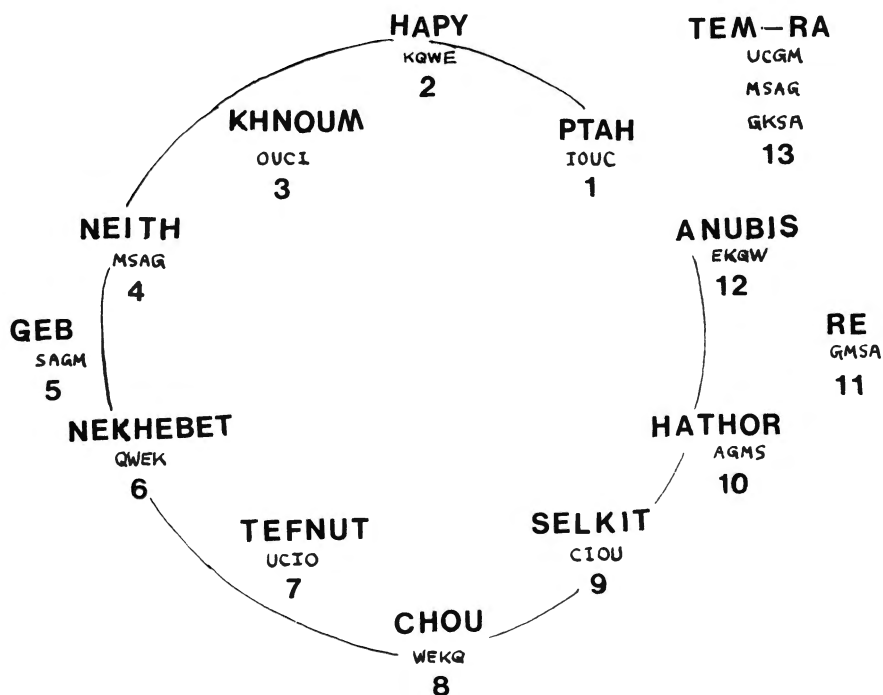 HAPY
KQWE
2
TEM–RA
UCGM
MSAG
GKSA
13
KHNOUM
OUCI
3
PTAH
IOUC
1
NEITH
MSAG
4
ANUBIS
EKQW
12
GEB
SAGM
5
RE
GMSA
11
NEKHEBET
QWEK
6
HATHOR
AGMS
10
TEFNUT
UCIO
7
SELKIT
CIOU
9
CHOU
WEKQ
8